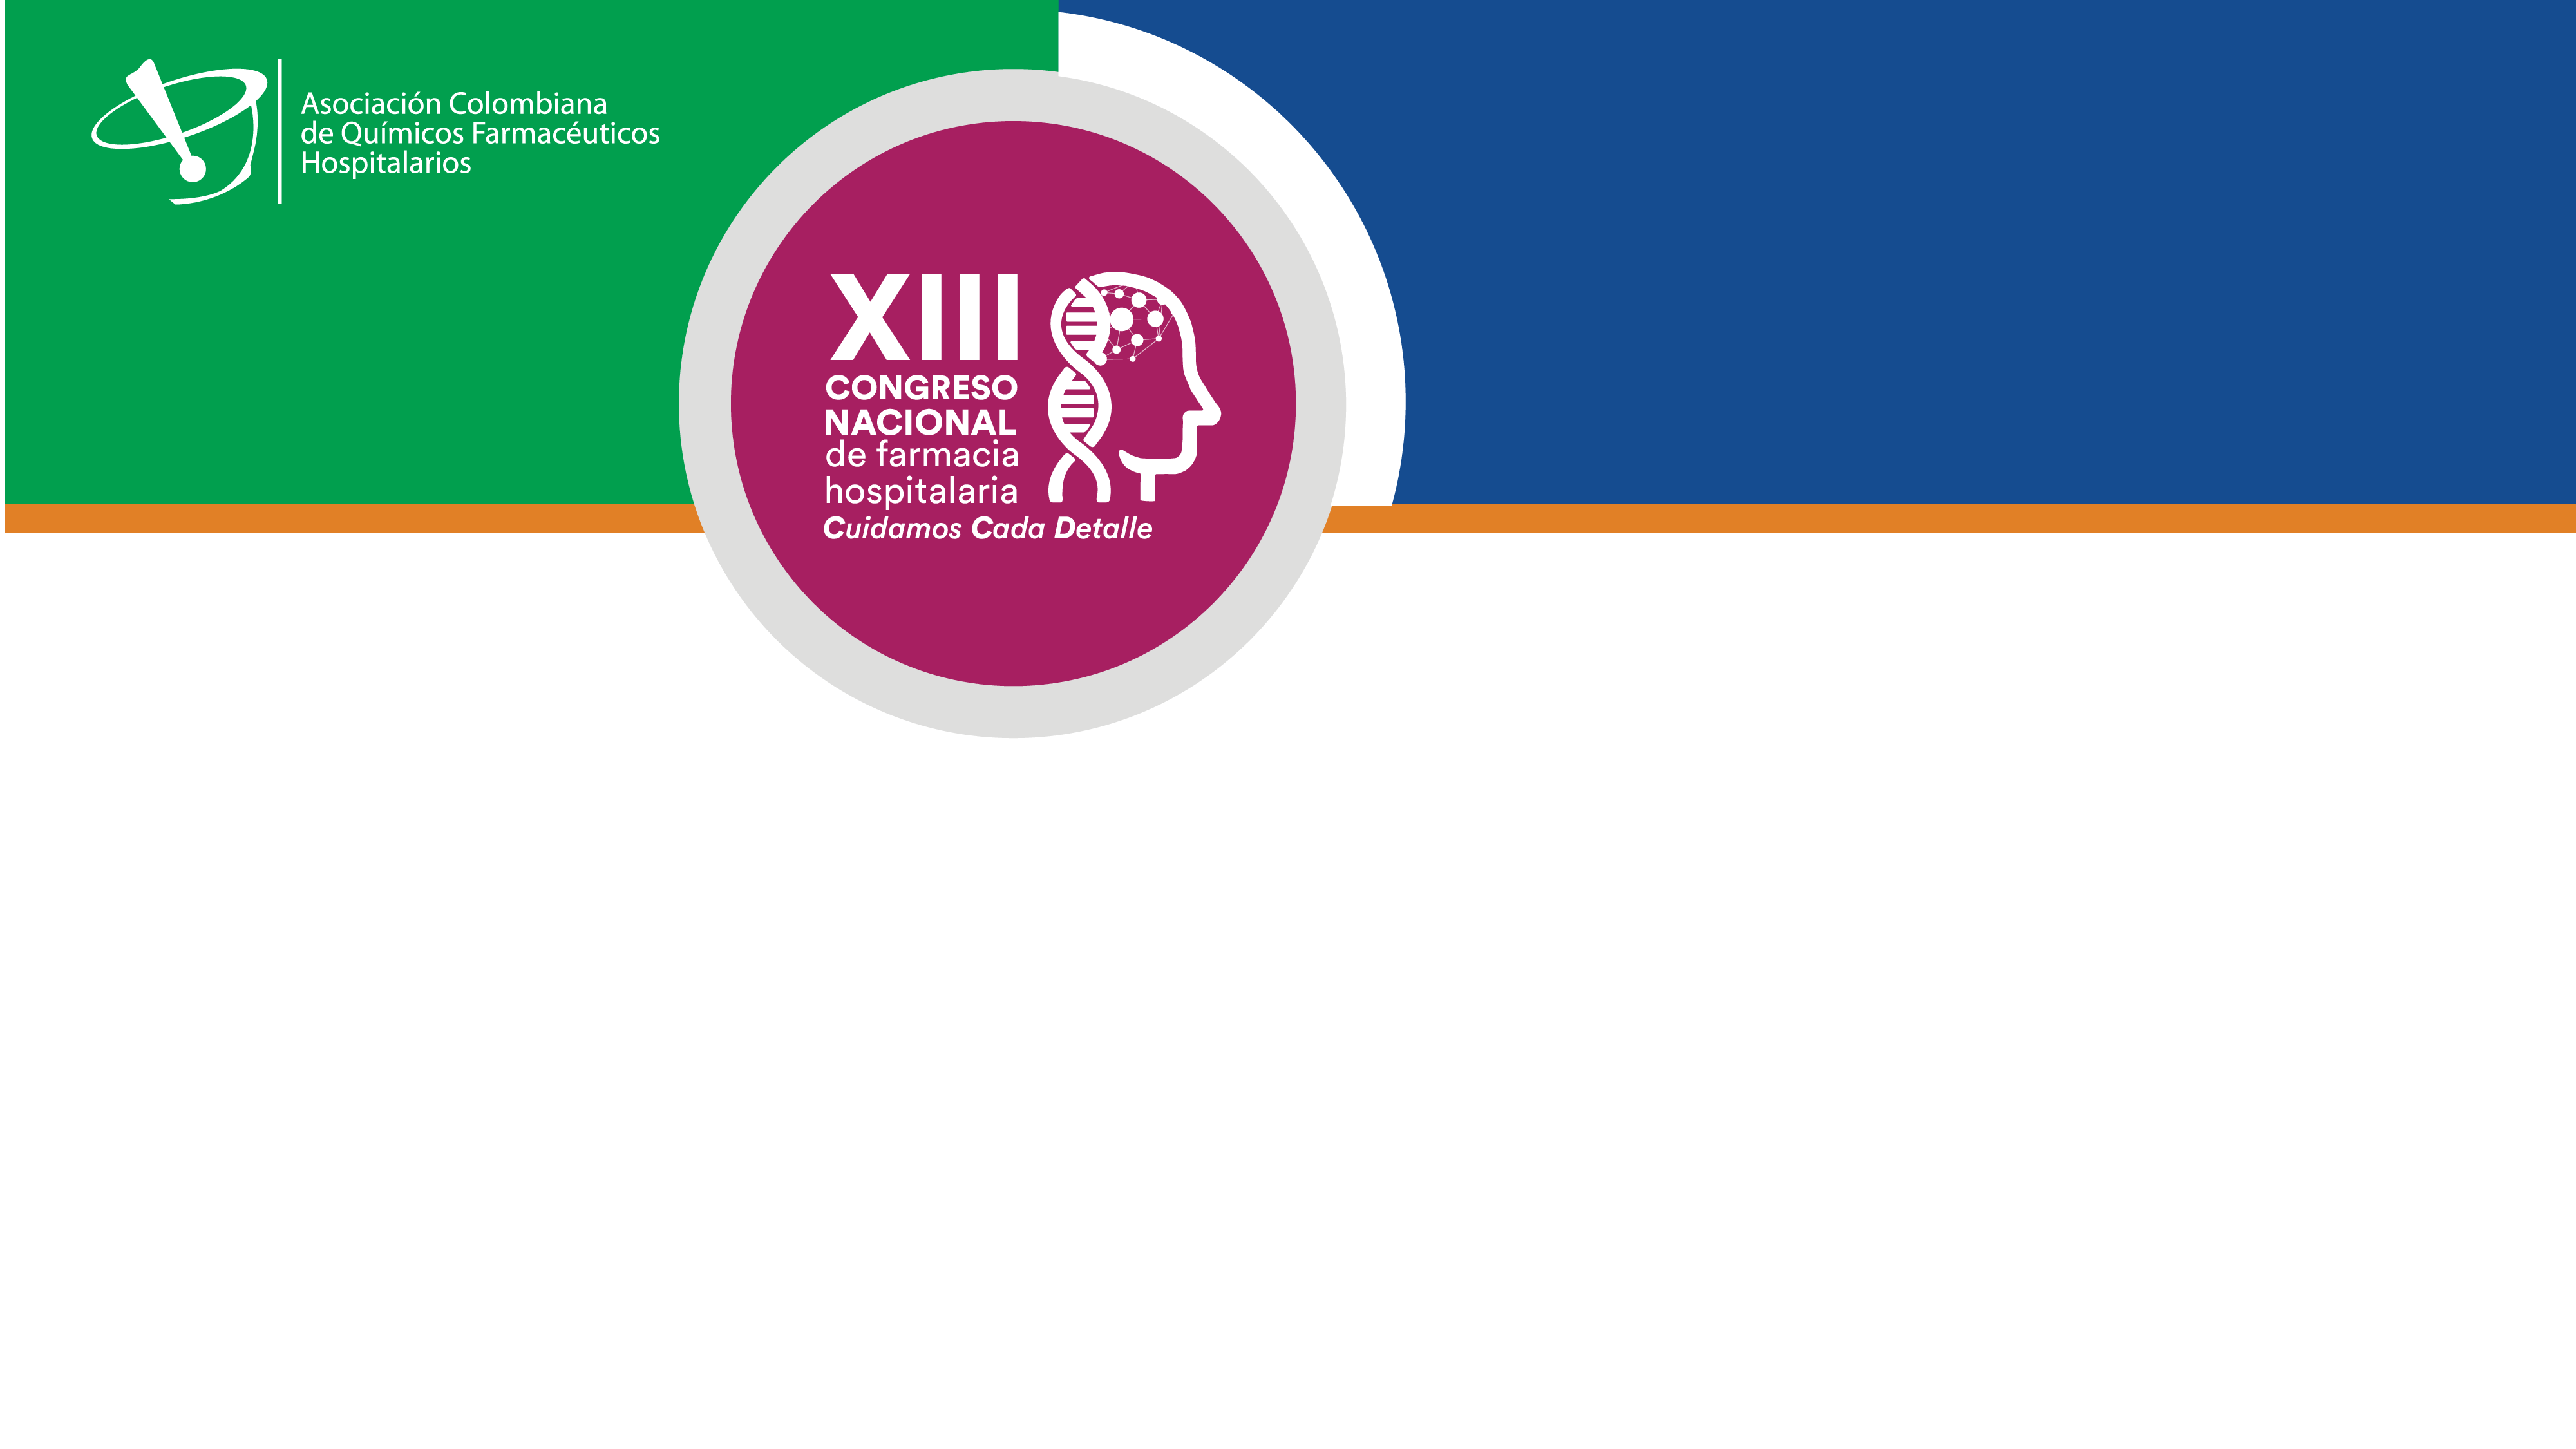 Asociación Colombiana
de Químicos Farmacéuticos
Hospitalarios
XIII
CONGRESO
NACIONAL
de farmacia
hospitalaria
Cuidamos Cada Detalle